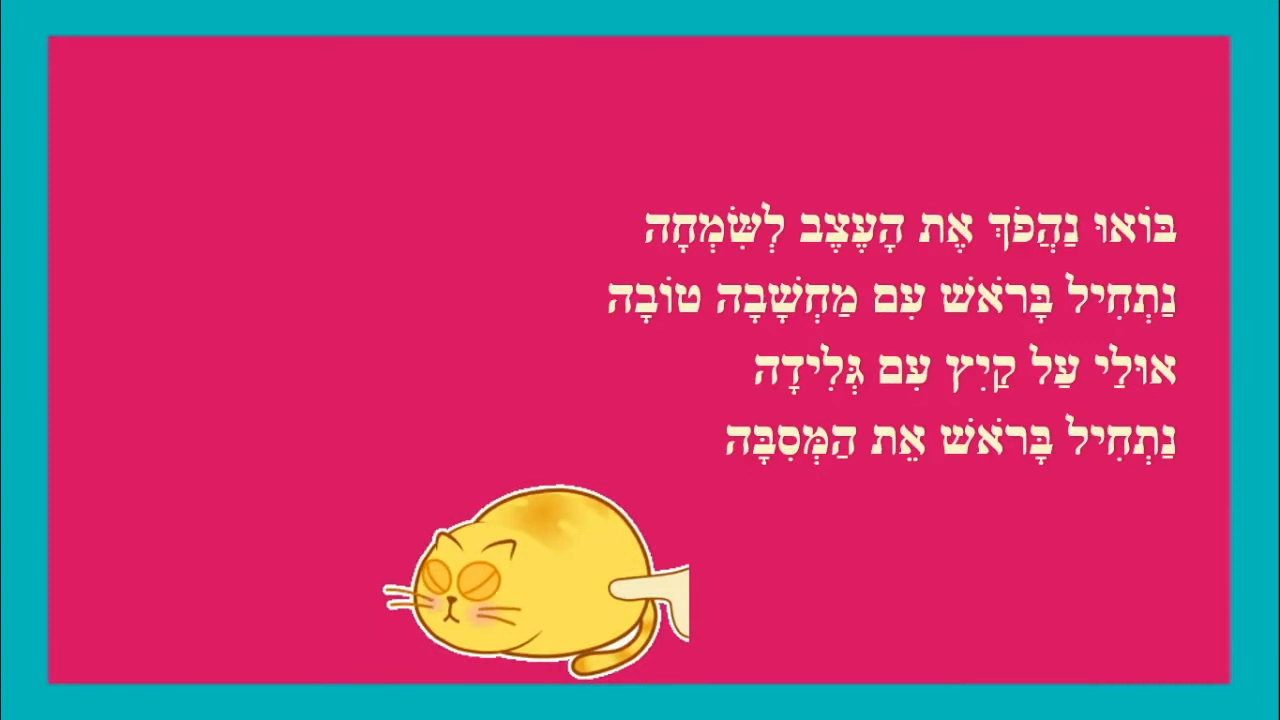 בּוֹאוּ נַהֲפֹךְ אֶת הָעֶצֶב לְשִׂמְחָה
נַתְחִיל בָּרֹאשׁ עִם מַחְשָׁבָה טוֹבָה
אוּלַי עַל קַיִץ עִם גְּלִידָה
נַתְחִיל בָּרֹאשׁ אֵת הַמְּסִבָּה